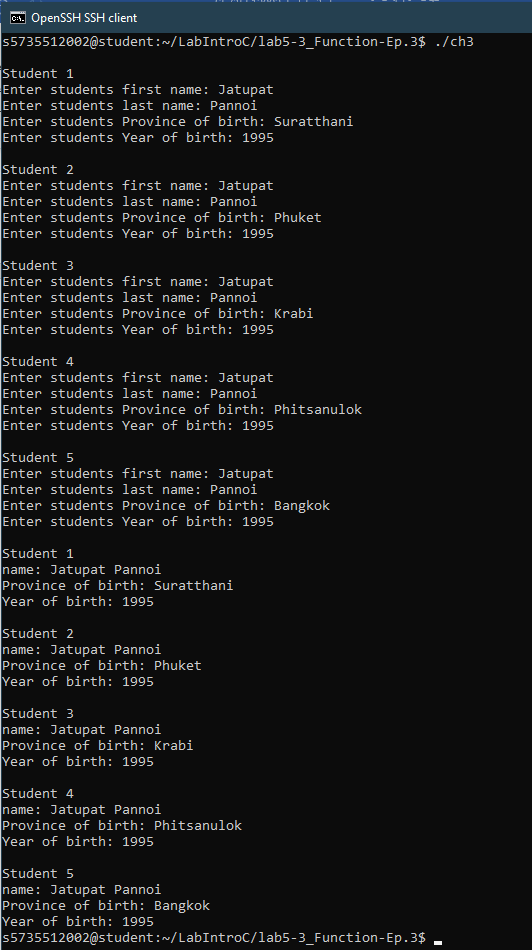 OpenSSH SSH client
s5735512002@student:~/LabIntroC/lab5-3_Function-Ep.3$ ./ch3
Student 1
Enter students first name: Jatupat
Enter students last name: Pannoi
Enter students Province of birth: Suratthani
Enter students Year of birth: 1995
Student 2
Enter students first name: Jatupat
Enter students last name: Pannoi
Enter students Province of birth: Phuket
Enter students Year of birth: 1995
Student 3
Enter students first name: Jatupat
Enter students last name: Pannoi
Enter students Province of birth: Krabi
Enter students Year of birth: 1995
Student 4
Enter students first name: Jatupat
Enter students last name: Pannoi
Enter students Province of birth: Phitsanulok
Enter students Year of birth: 1995
Student 5
Enter students first name: Jatupat
Enter students last name: Pannoi
Enter students Province of birth: Bangkok
Enter students Year of birth: 1995
Student 1
name: Jatupat Pannoi
Province of birth: Suratthani
Year of birth: 1995
Student 2
name: Jatupat Pannoi
Province of birth: Phuket
Year of birth: 1995
Student 3
name: Jatupat Pannoi
Province of birth: Krabi
Year of birth: 1995
Student 4
name: Jatupat Pannoi
Province of birth: Phitsanulok
Year of birth: 1995
Student 5
name: Jatupat Pannoi
Province of birth: Bangkok
Year of birth: 1995
s5735512002@student:~/LabIntroC/lab5-3_Function-Ep.3$